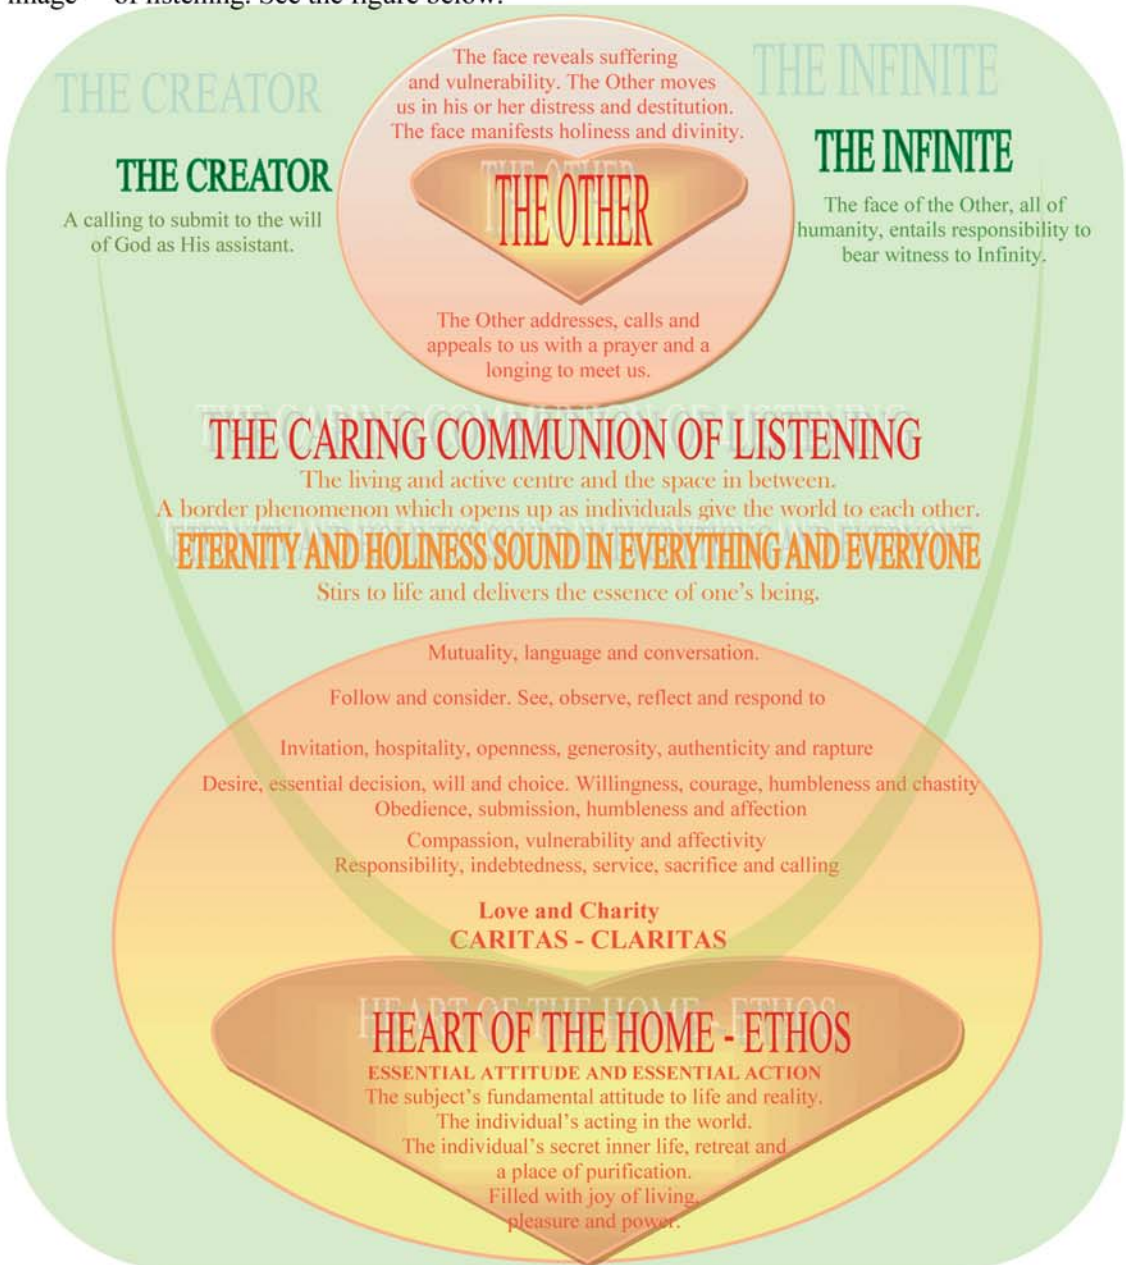 image of listening. See the figure below.
The face reveals suffering
and vulnerability. The Other moves
us in his or her distress and destitution.
The face manifests holiness and divinity.
THE OTHER
The Other addresses, calls and
appeals to us with a prayer and a
longing to meet us.
THE CREATOR
THE CREATOR
A calling to submit to the will
of God as His assistant.
THE INFINITE
THE INFINITE
The face of the Other, all of
humanity, entails responsibility to
bear witness to Infinity.
THE CARING COMMUNION OF LISTENING
The living and active centre and the space in between.
A border phenomenon which opens up as individuals give the world to each other.
ETERNITY AND HOLINESS SOUND IN EVERYTHING AND EVERYONE
Stirs to life and delivers the essence of one's being.
Mutuality, language and conversation.
Follow and consider. See, observe, reflect and respond to
Invitation, hospitality, openness, generosity, authenticity and rapture
Desire, essential decision, will and choice. Willingness, courage, humbleness and chastity
Obedience, submission, humbleness and affection
Compassion, vulnerability and affectivity
Responsibility, indebtedness, service, sacrifice and calling
Love and Charity
CARITAS - CLARITAS
HEART OF THE HOME - ETHOS
ESSENTIAL ATTITUDE AND ESSENTIAL ACTION
The subject's fundamental attitude to life and reality.
The individual's acting in the world.
The individual's secret inner life, retreat and
a place of purification.
Filled with joy of living,
pleasure and power.